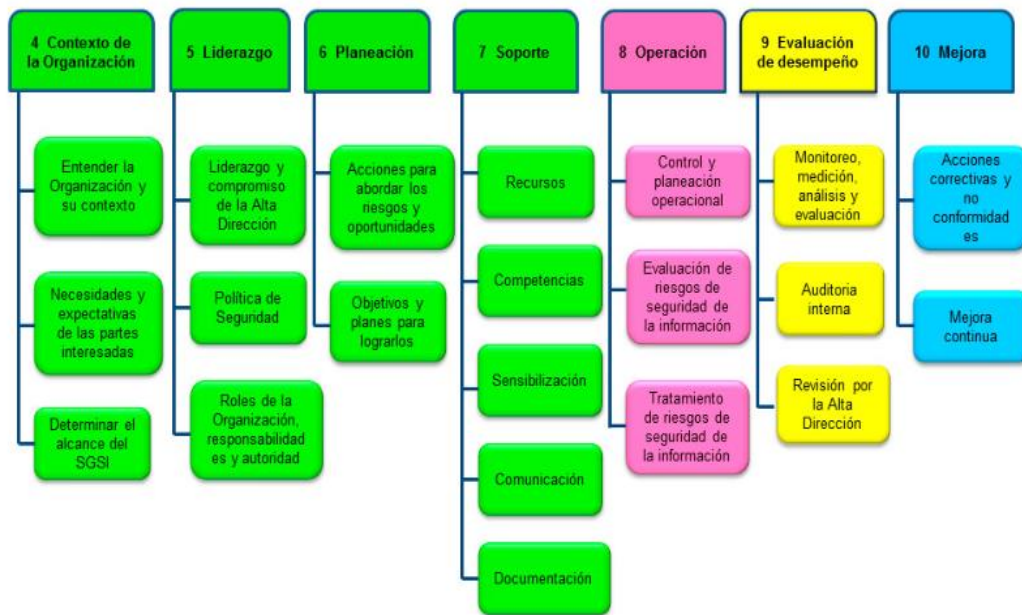 4 Contexto de
la Organización
5 Liderazgo
6 Planeación
7 Soporte
8 Operación
9 Evaluación
de desempeño
10 Mejora
Entender la
Organización y
su contexto
Necesidades y
expectativas
de las partes
interesadas
Determinar el
alcance del
SGSI
Liderazgo y
compromiso
de la Alta
Dirección
Política de
Seguridad
Roles de la
Organización,
responsabilidad
es y autoridad
Acciones para
abordar los
riesgos y
oportunidades
Objetivos y
planes para
lograrlos
Recursos
Competencias
Sensibilización
Comunicación
Documentación
Control y
planeación
operacional
Evaluación de
riesgos de
seguridad de
la información
Tratamiento
de riesgos de
seguridad de
la información
Monitoreo,
medición,
análisis y
evaluación
Auditoria
interna
Revisión por
la Alta
Dirección
Acciones
correctivas y
no
conformidad
es
Mejora
continua